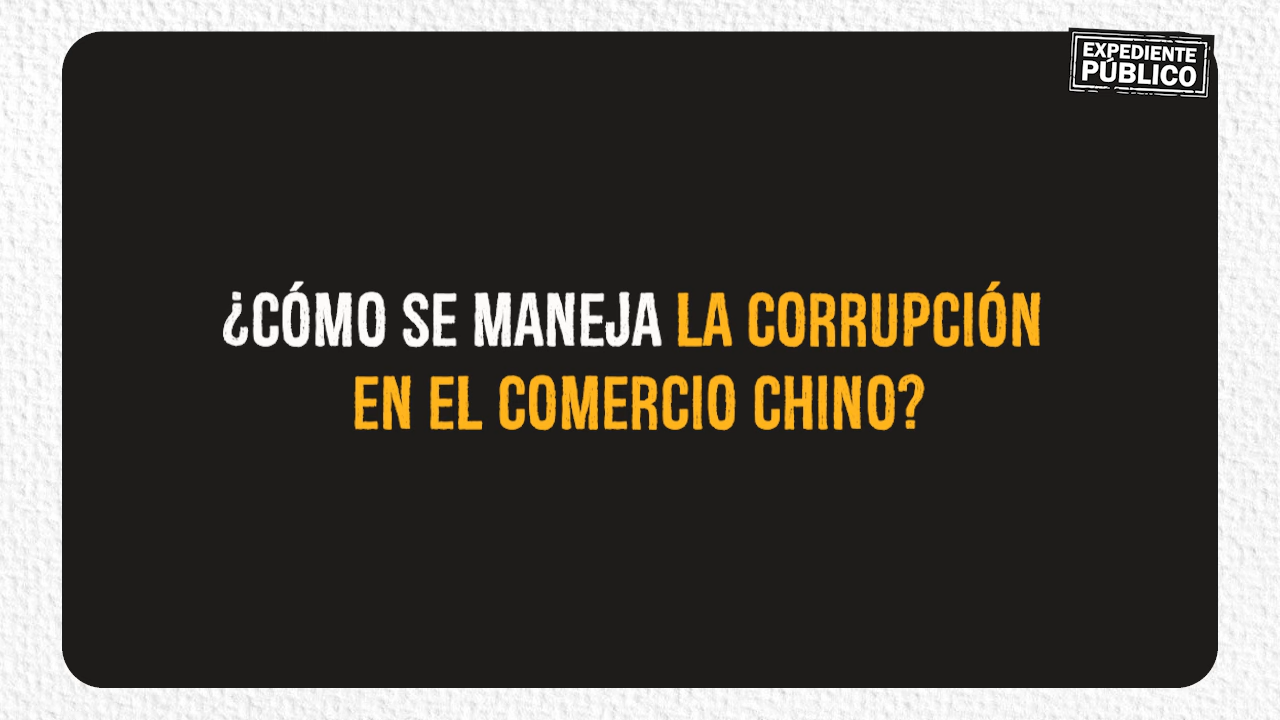 EXPEDIENTE
PÚBLICO
¿CÓMO SE MANEJA LA CORRUPCIÓN
EN EL COMERCIO CHINO?